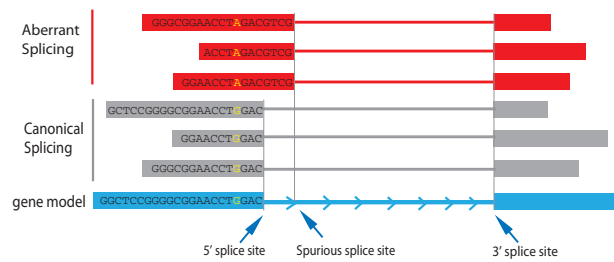 Aberrant
Splicing
GGGCGGAACCTAGACGTCG
ACCTAGACGTCG
GGAACCTAGACGTCG
Canonical
Splicing
GCTCCGGGGCGGAACCTGGAC
GGAACCTGGAC
GGGCGGAACCTGGAC
gene model
GGCTCCGGGGCGGAACCTGGAC
5' splice site
Spurious splice site
3' splice site